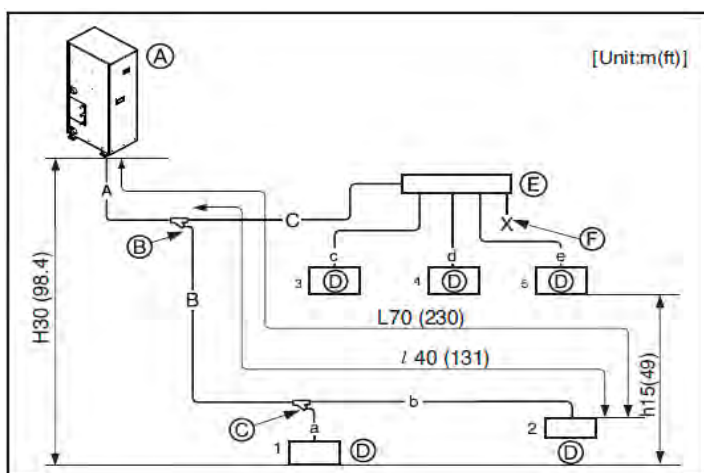 A
[Unit:m(ft)]
A
E
C
X
F
B
c
d
e
3 D
4 D
5 D
B
H30 (98.4)
L70 (230)
l 40 (131)
h15(49)
b
C
a
2
1 D
D